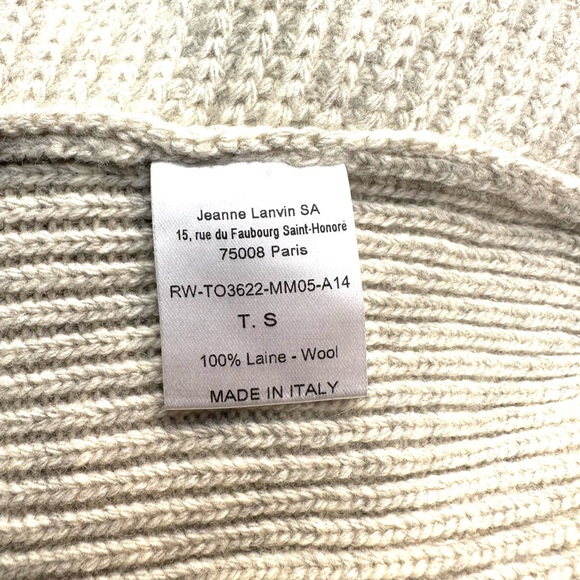 Jeanne Lanvin SA
15, rue du Faubourg Saint-Honoré
75008 Paris
RW-TO3622-MM05-A14
T. S
100% Laine - Wool
MADE IN ITALY